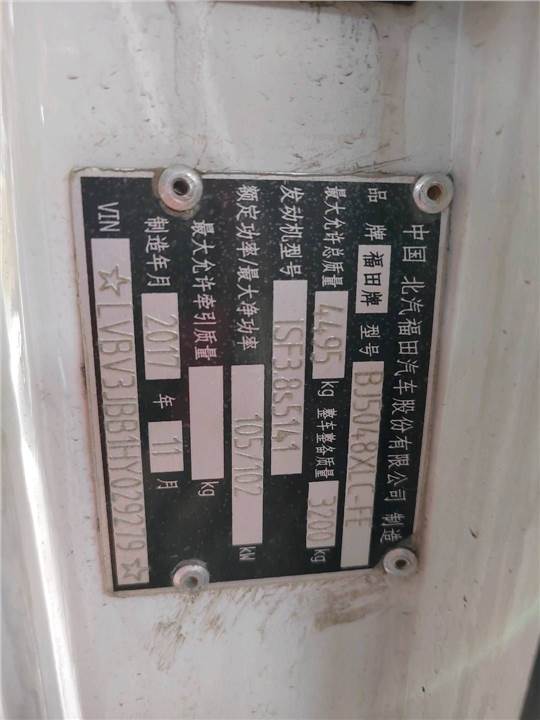 中国 北汽福田汽车股份有限公司 制造
品 牌 福田牌 型号 BJ5048XLC-FE
最大允许总质量 4495 kg 整车整备质量 3200 kg
发动机型号 ISF3.8s5141
额定功率/最大净功率 105/102 kW
最大允许牵引质量 kg
制造年月 2017 年 11 月
VIN ☆LVBV3JBB1HY029279☆